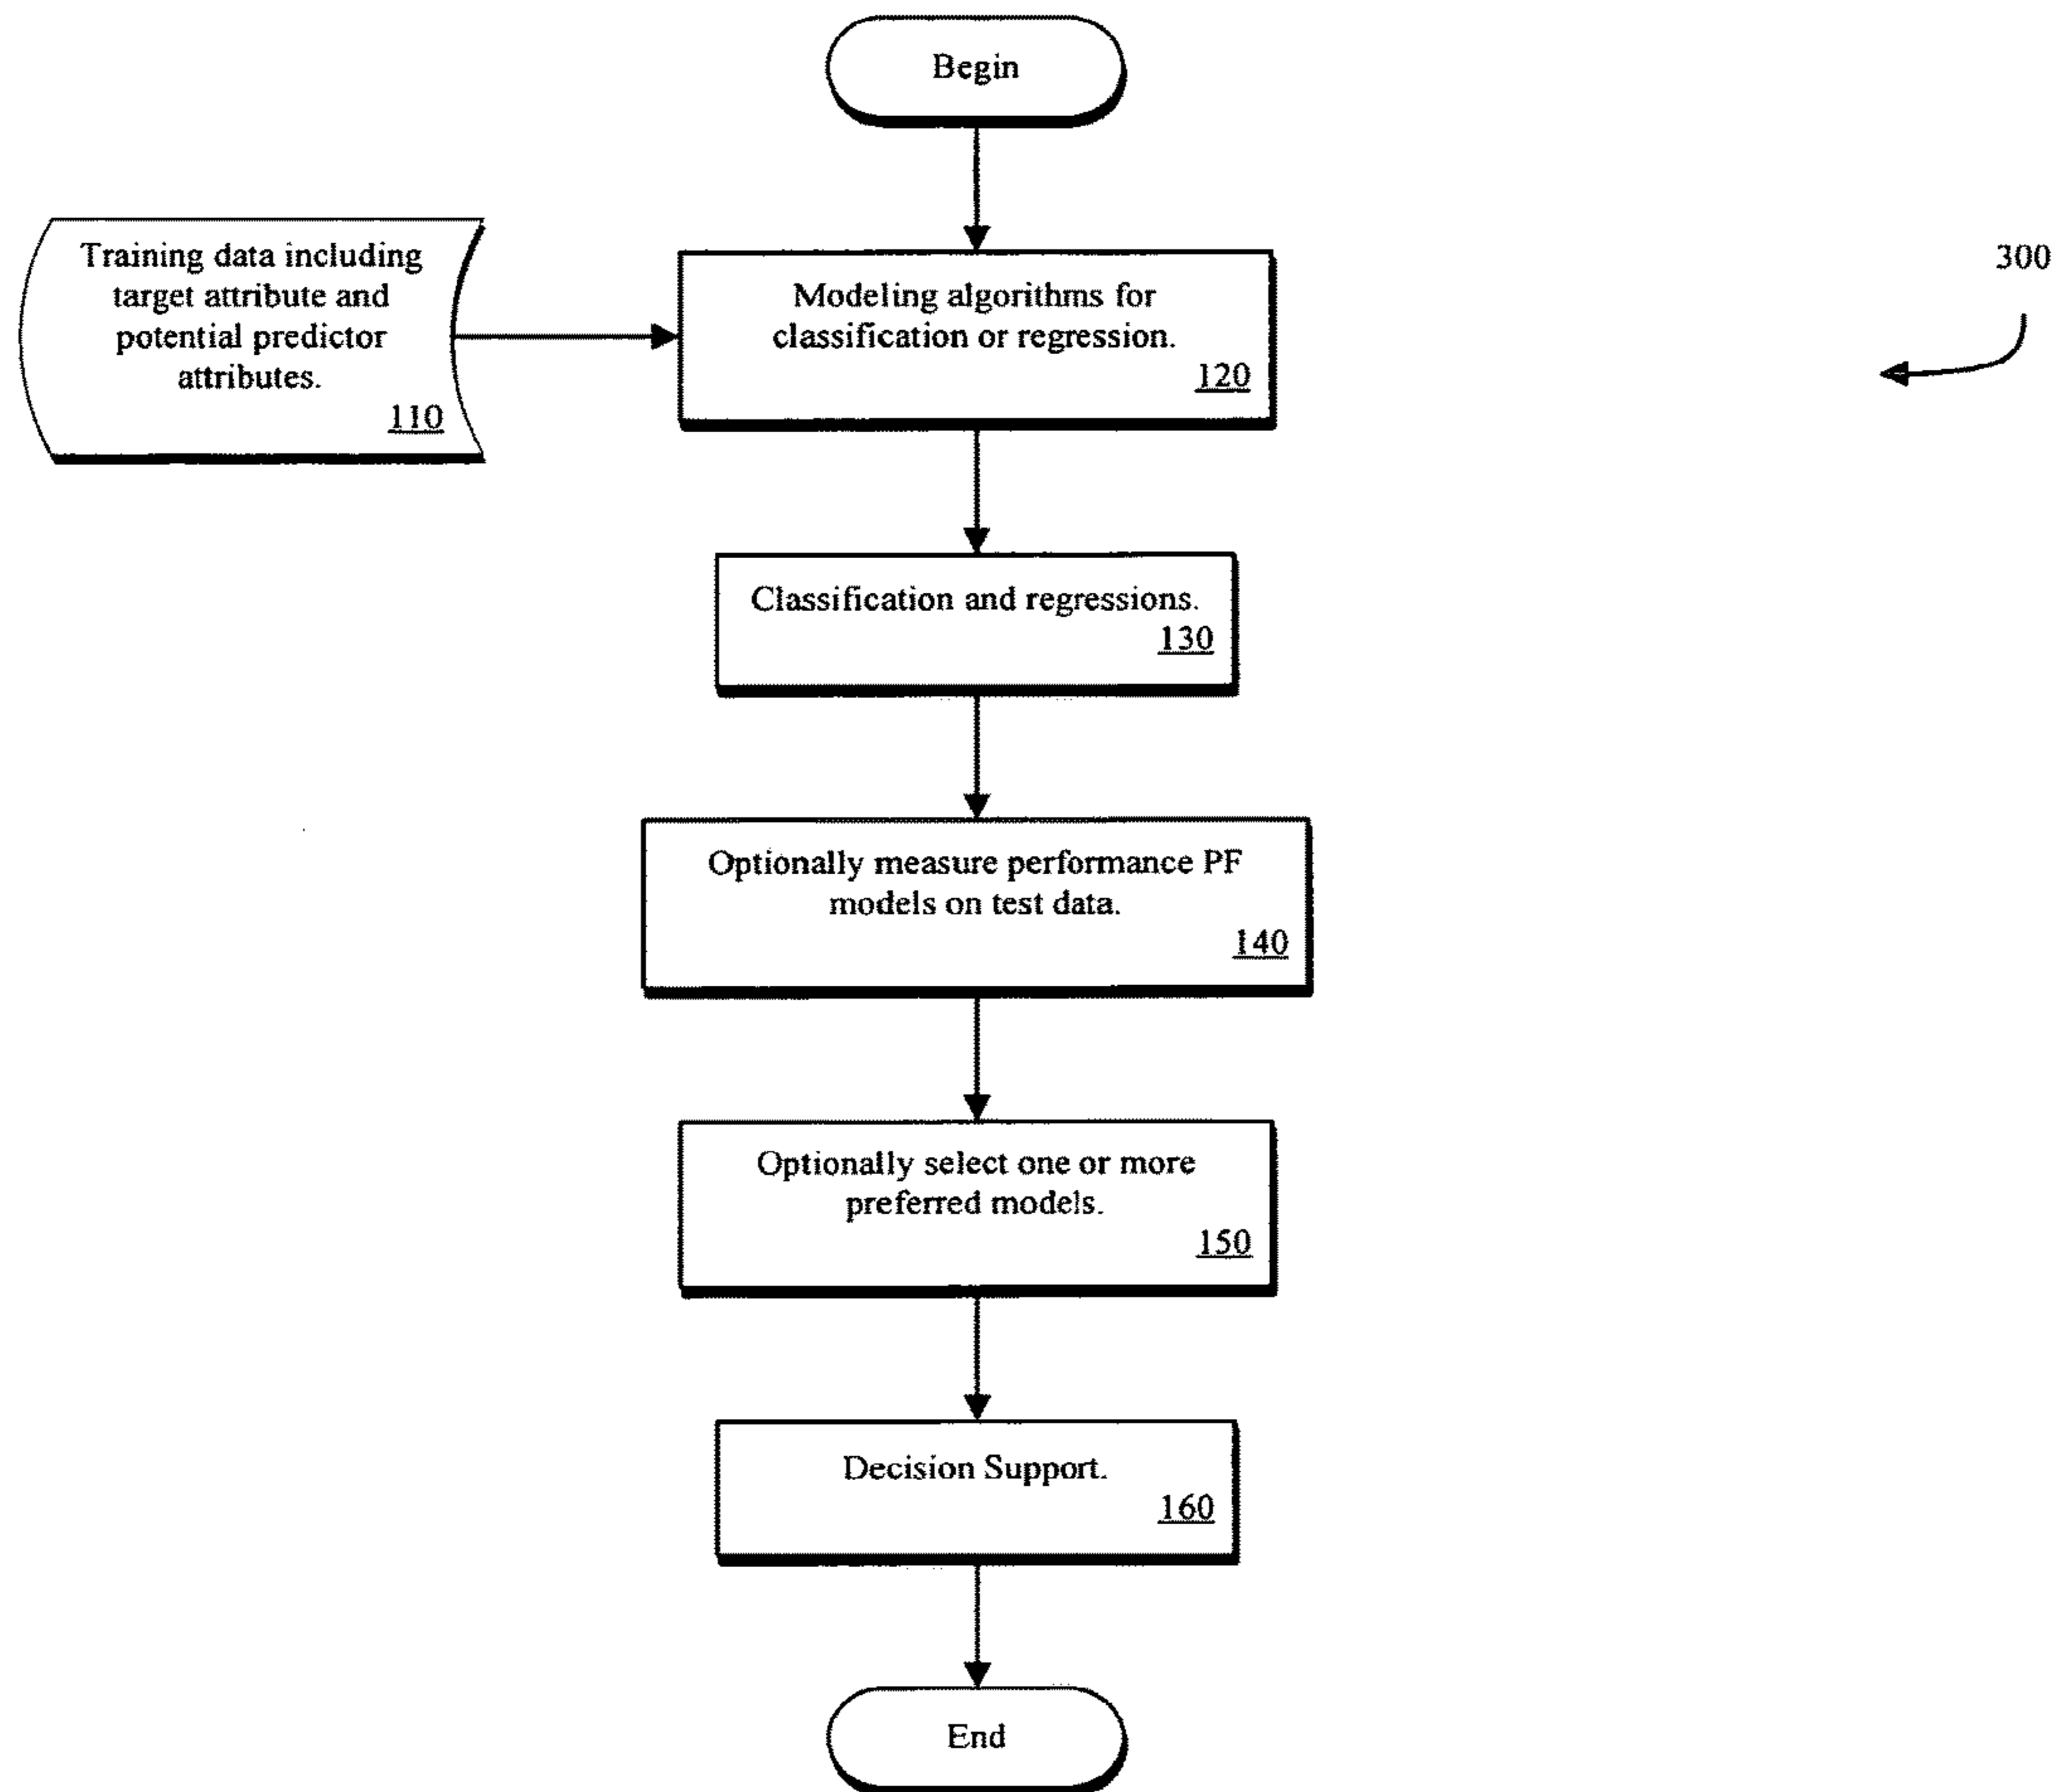 Begin
Training data including
target attribute and
potential predictor
attributes.
110
Modeling algorithms for
classification or regression.
120
300
Classification and regressions.
130
Optionally measure performance PF
models on test data.
140
Optionally select one or more
preferred models.
150
Decision Support.
160
End